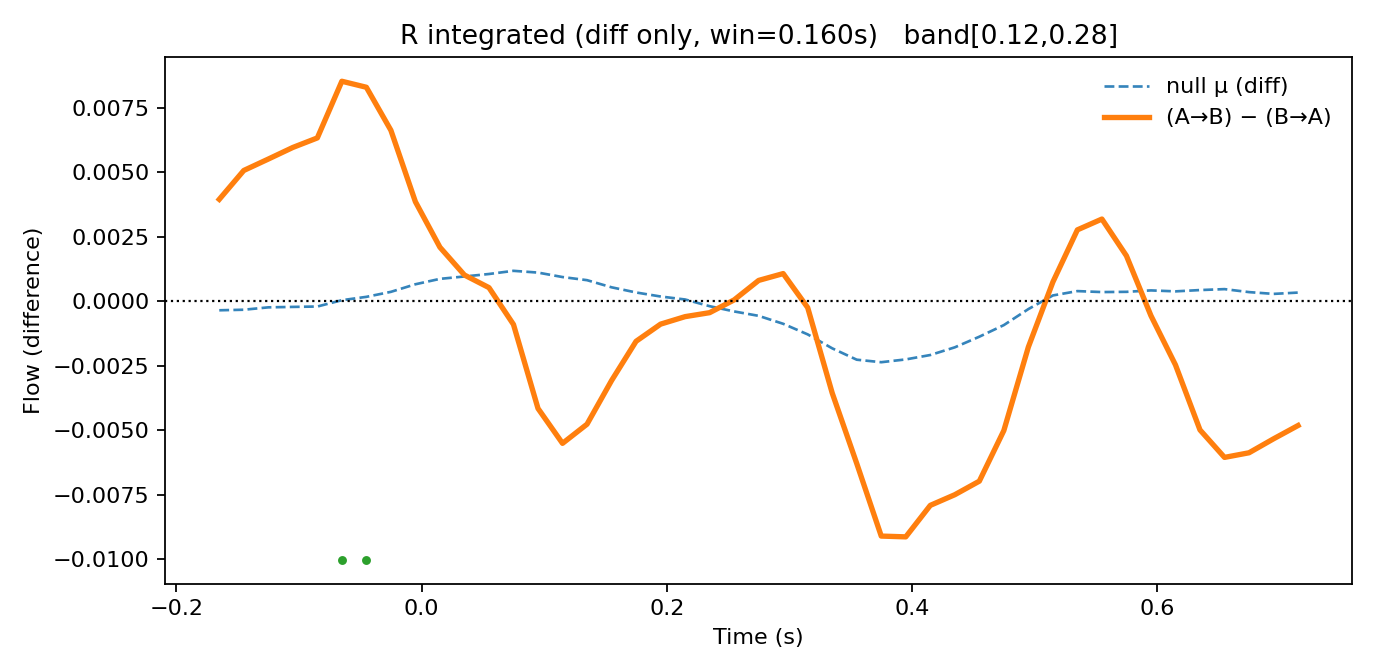 R integrated (diff only, win=0.160s)   band[0.12,0.28]
null μ (diff)
(A→B) − (B→A)
Flow (difference)
0.0075
0.0050
0.0025
0.0000
−0.0025
−0.0050
−0.0075
−0.0100
−0.2
0.0
0.2
0.4
0.6
Time (s)